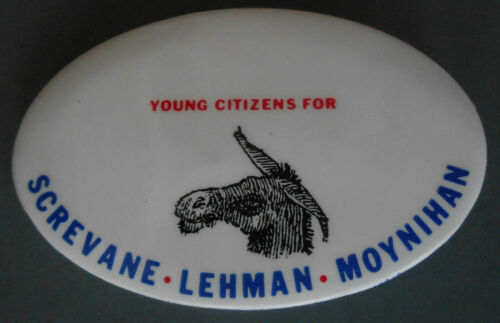 YOUNG CITIZENS FOR
SCREVANE • LEHMAN • MOYNIHAN